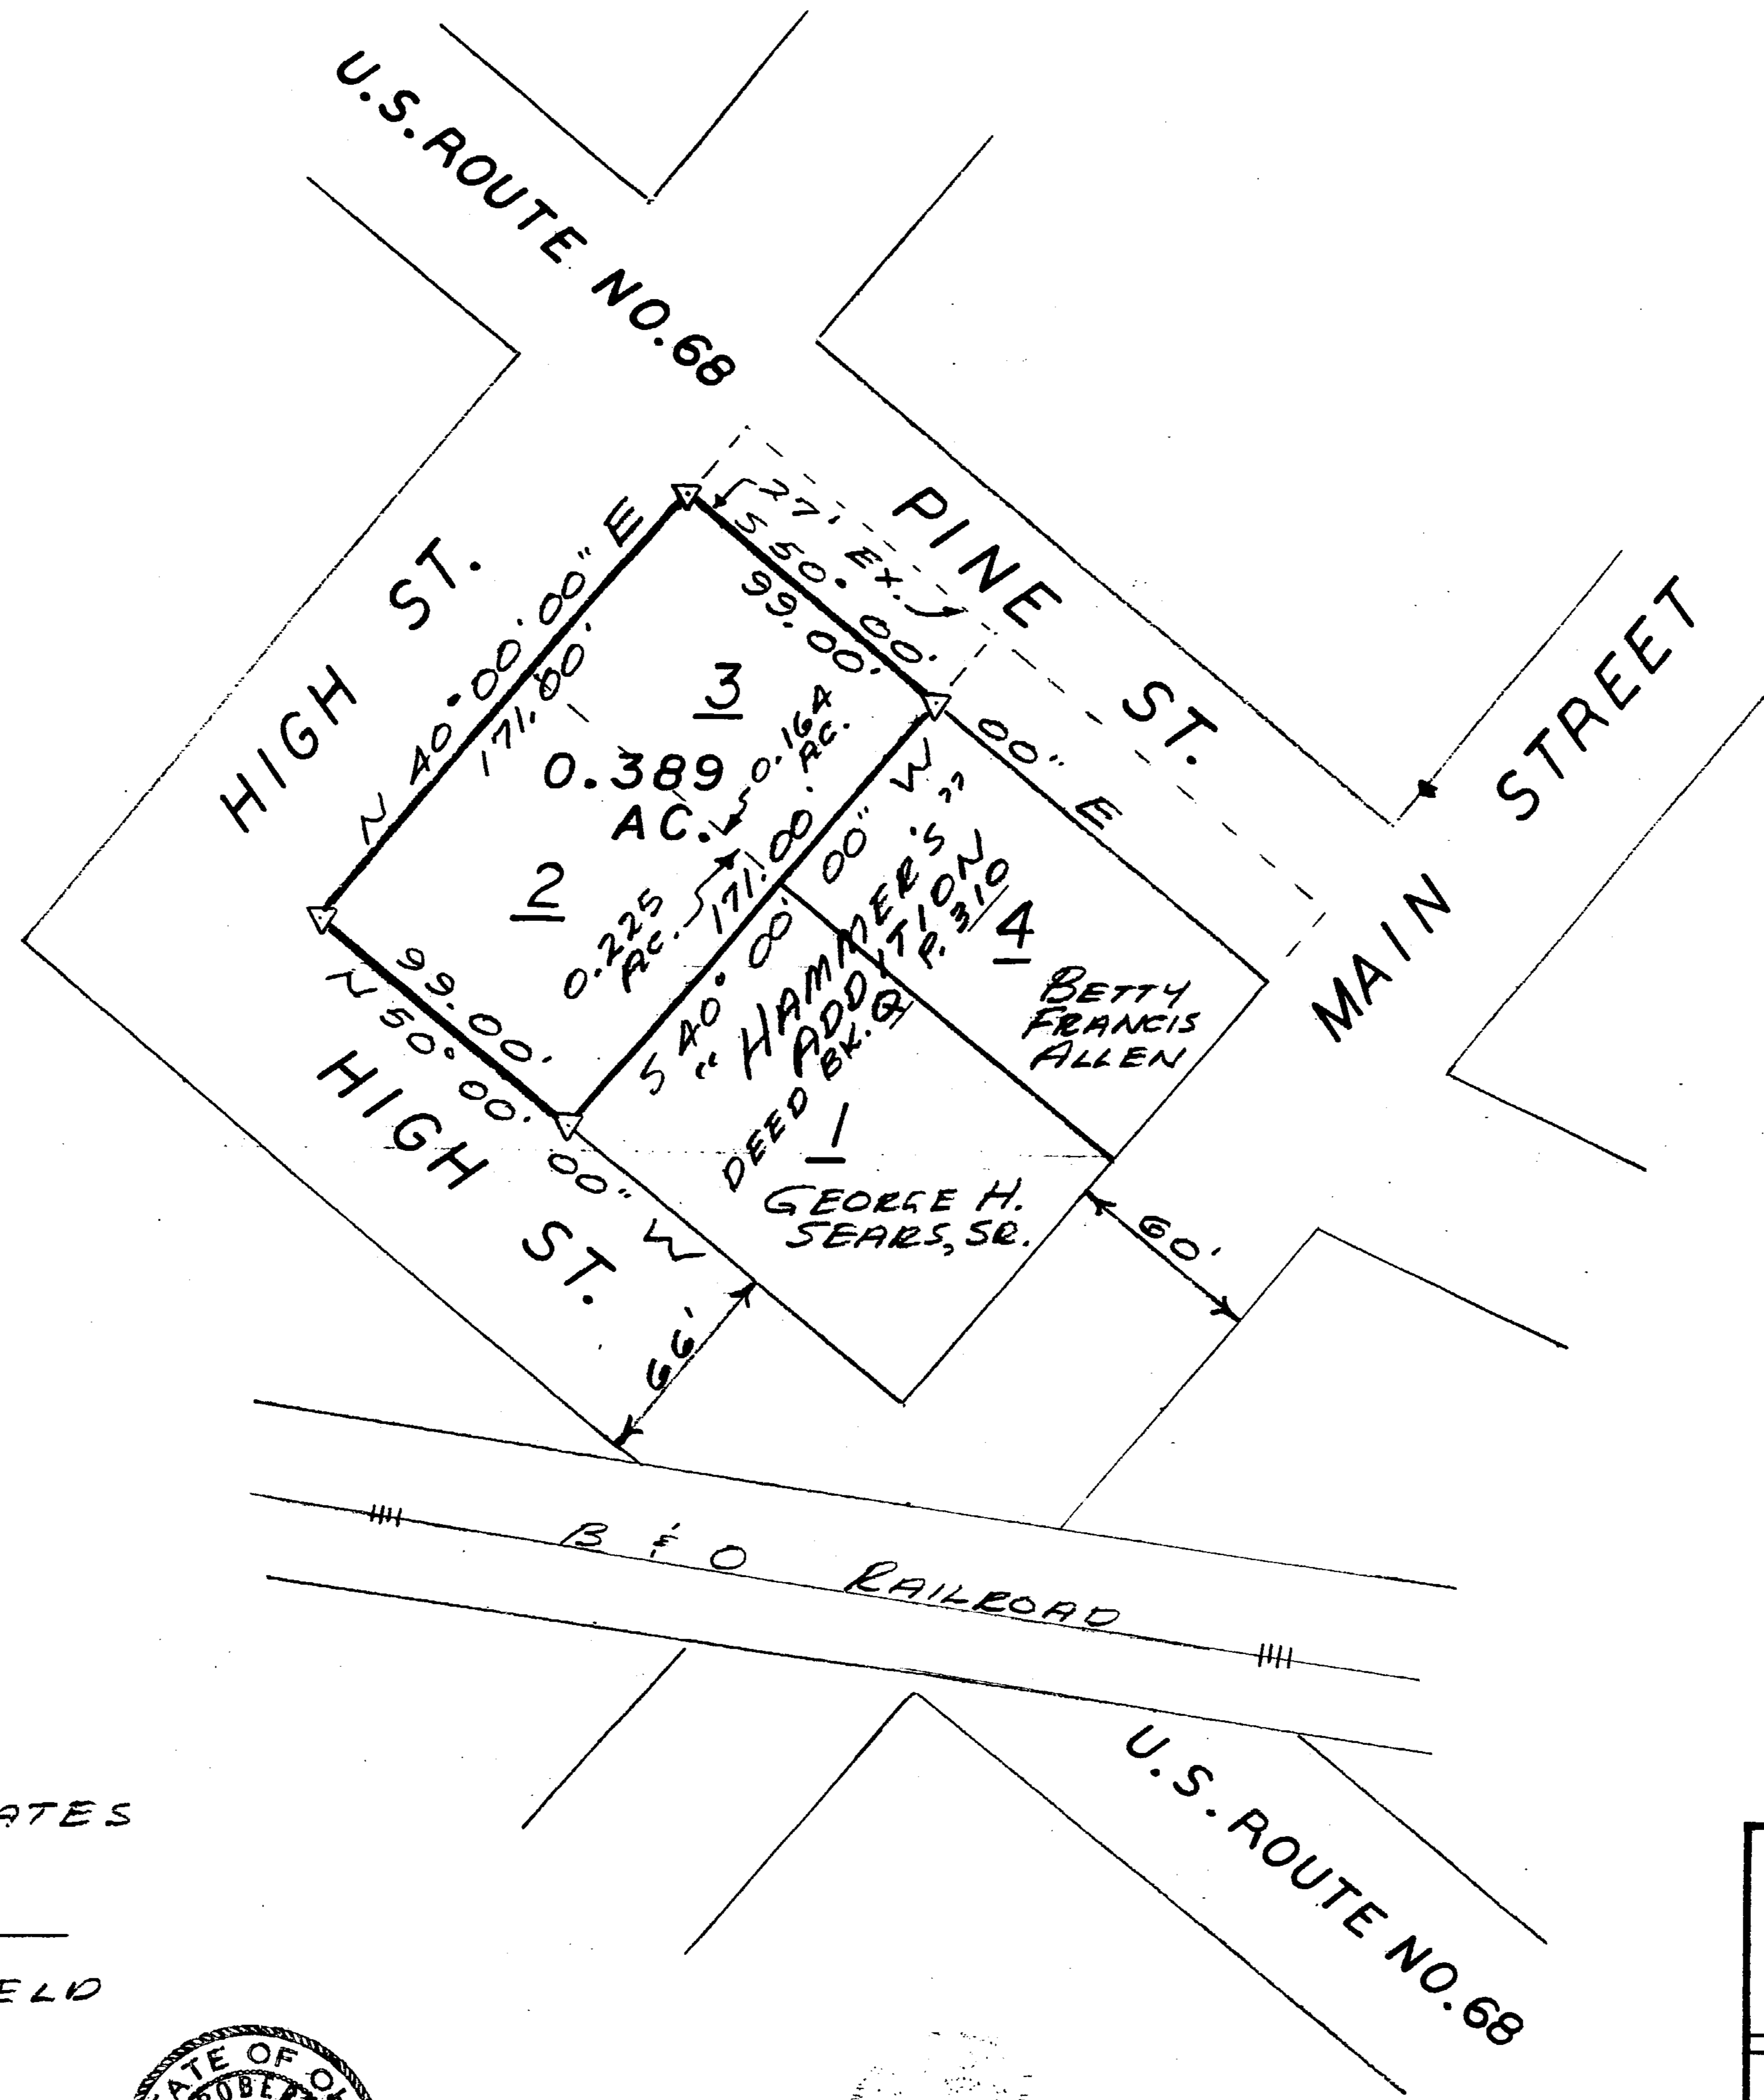 U.S. ROUTE NO. 68
PINE ST.
27' EX.
S 50° 00' 00" E
99.00'
HIGH ST.
N 40° 00' 00" E
171.00'
3
0.164 AC.
0.389
AC.
2
0.225 AC.
171.00'
S 40° 00' 00" W
MAIN STREET
"HAMMER'S
ADDITION"
DEED BK. Q P. 310
4
BETTY
FRANCIS
ALLEN
99.00'
N 50° 00' 00" W
HIGH ST.
1
GEORGE H.
SEARS, SR.
60'
66'
B & O RAILROAD
U.S. ROUTE NO. 68
ATES
ELD
ATE OF O
OBER